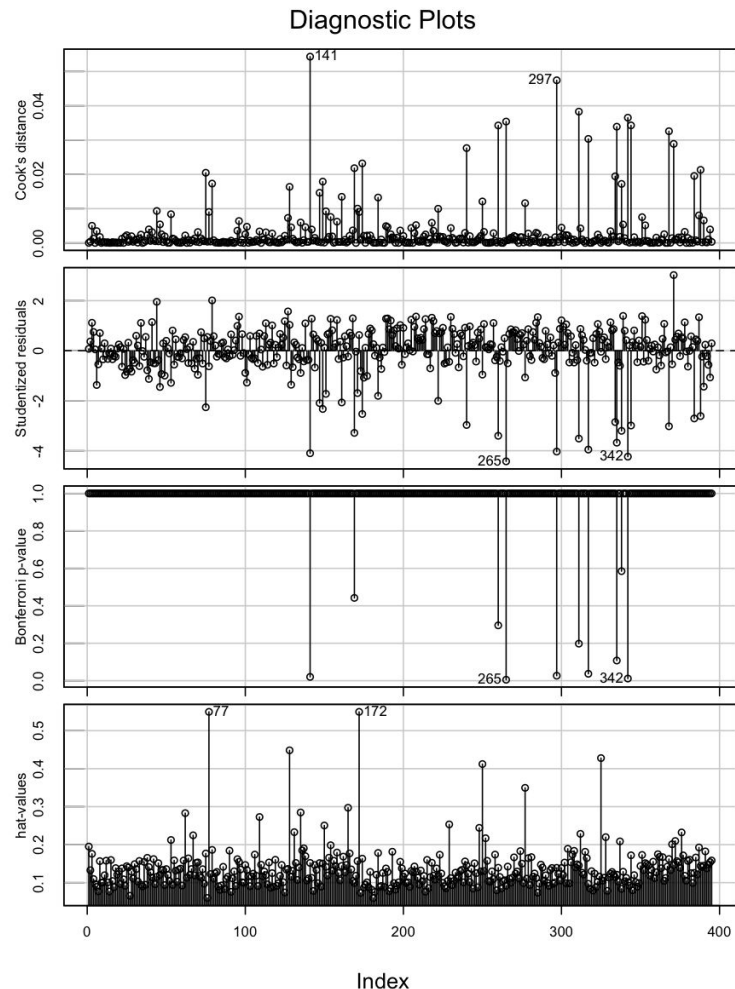 Diagnostic Plots
Cook's distance
0.00 0.02 0.04
141
297
Studentized residuals
-4 -2 0 2
265
342
Bonferroni p-value
0.0 0.2 0.4 0.6 0.8 1.0
265
342
hat-values
0.1 0.2 0.3 0.4 0.5
77
172
0 100 200 300 400
Index